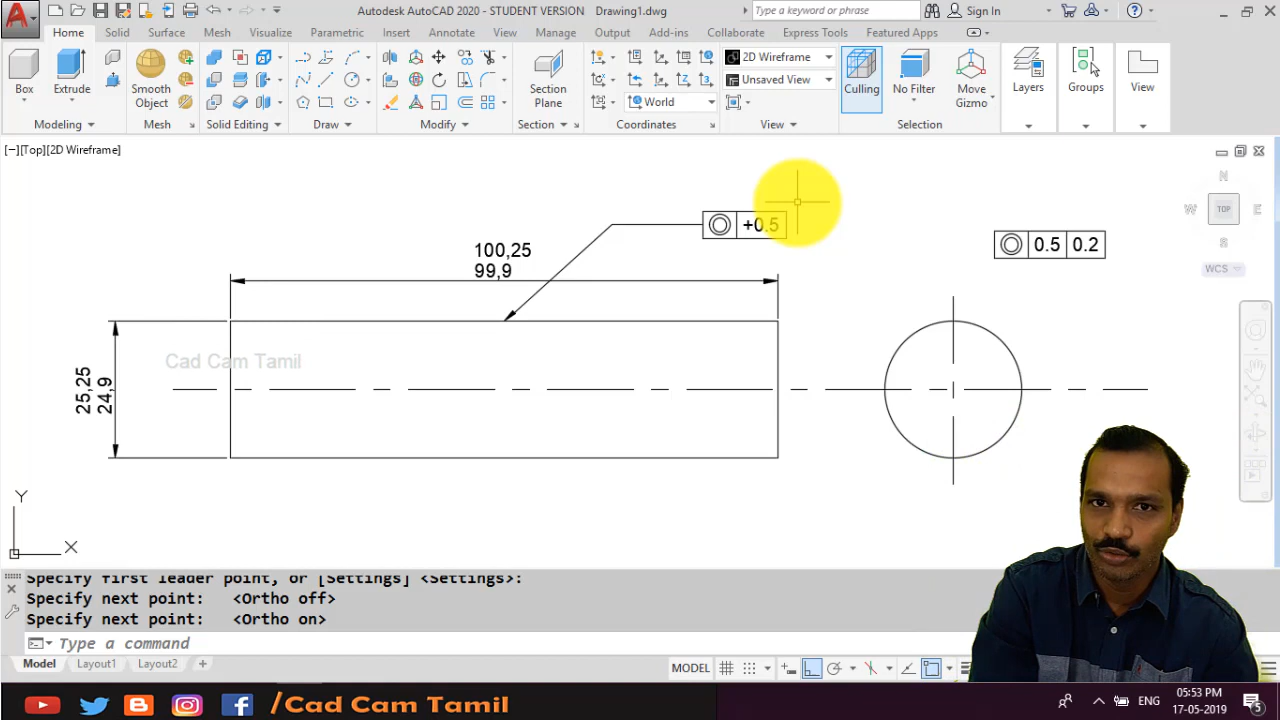 Autodesk AutoCAD 2020 - STUDENT VERSION Drawing1.dwg
Type a keyword or phrase
Sign In
Home Solid Surface Mesh Visualize Parametric Insert Annotate View Manage Output Add-ins Collaborate Express Tools Featured Apps
2D Wireframe
Unsaved View
World
Box
Extrude
Smooth Object
Section Plane
Culling
No Filter
Move Gizmo
Layers
Groups
View
Modeling
Mesh
Solid Editing
Draw
Modify
Section
Coordinates
View
Selection
[−][Top][2D Wireframe]
N
W
TOP
E
S
WCS
+0.5
0.5 0.2
100,25
99,9
25,25
24,9
Cad Cam Tamil
Y
X
Specify first leader point, or [Settings] <Settings>:
Specify next point: <Ortho off>
Specify next point: <Ortho on>
Type a command
Model Layout1 Layout2 +
MODEL
/Cad Cam Tamil
ENG
05:53 PM
17-05-2019
5